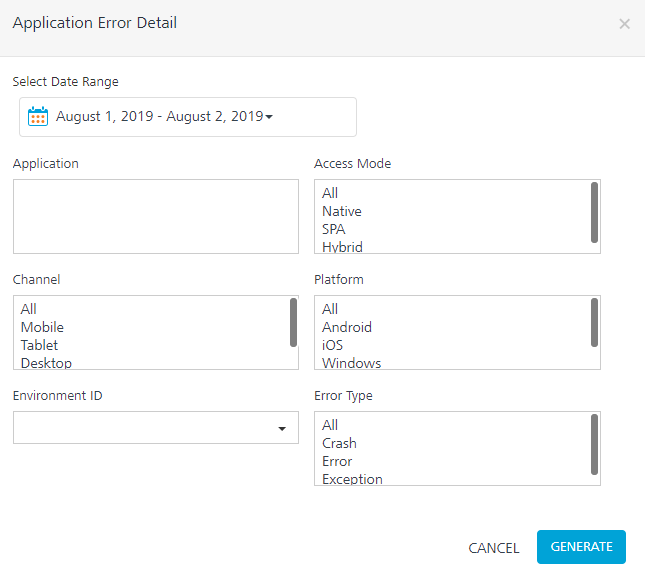 Application Error Detail
×
Select Date Range
August 1, 2019 - August 2, 2019
Application
Access Mode
All
Native
SPA
Hybrid
Channel
Platform
All
Mobile
Tablet
Desktop
All
Android
iOS
Windows
Environment ID
Error Type
All
Crash
Error
Exception
CANCEL
GENERATE